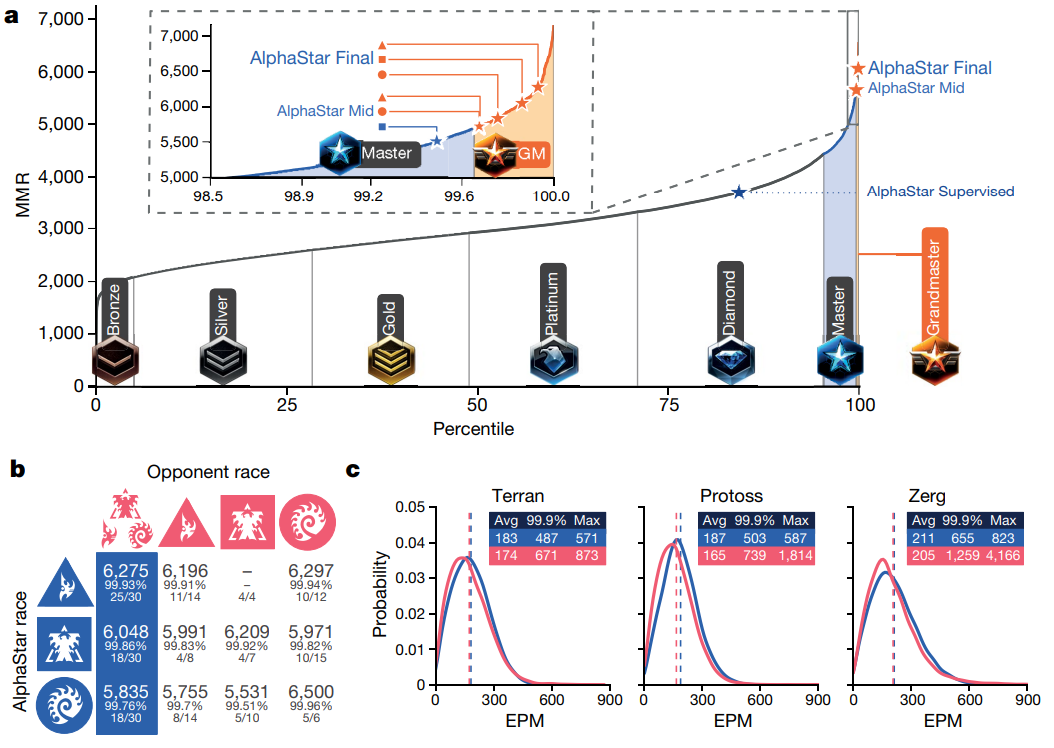 a
7,000
6,000
5,000
4,000
3,000
2,000
1,000
0
MMR
7,000
6,500
6,000
5,500
5,000
98.5
98.9
99.2
99.6
100.0
AlphaStar Final
AlphaStar Mid
Master
GM
AlphaStar Final
AlphaStar Mid
AlphaStar Supervised
Bronze
Silver
Gold
Platinum
Diamond
Master
Grandmaster
0
25
50
75
100
Percentile
b
Opponent race
AlphaStar race
6,275 6,196 – 6,297
99.93% 99.91% – 99.94%
25/30 11/14 4/4 10/12
6,048 5,991 6,209 5,971
99.86% 99.83% 99.92% 99.82%
18/30 4/8 4/7 10/15
5,835 5,755 5,531 6,500
99.76% 99.7% 99.51% 99.96%
18/30 8/14 5/10 5/6
c
Probability
0.05
0.04
0.03
0.02
0.01
0
Terran
Avg 99.9% Max
183 487 571
174 671 873
0 300 600 900
EPM
Protoss
Avg 99.9% Max
187 503 587
165 739 1,814
0 300 600 900
EPM
Zerg
Avg 99.9% Max
211 655 823
205 1,259 4,166
0 300 600 900
EPM